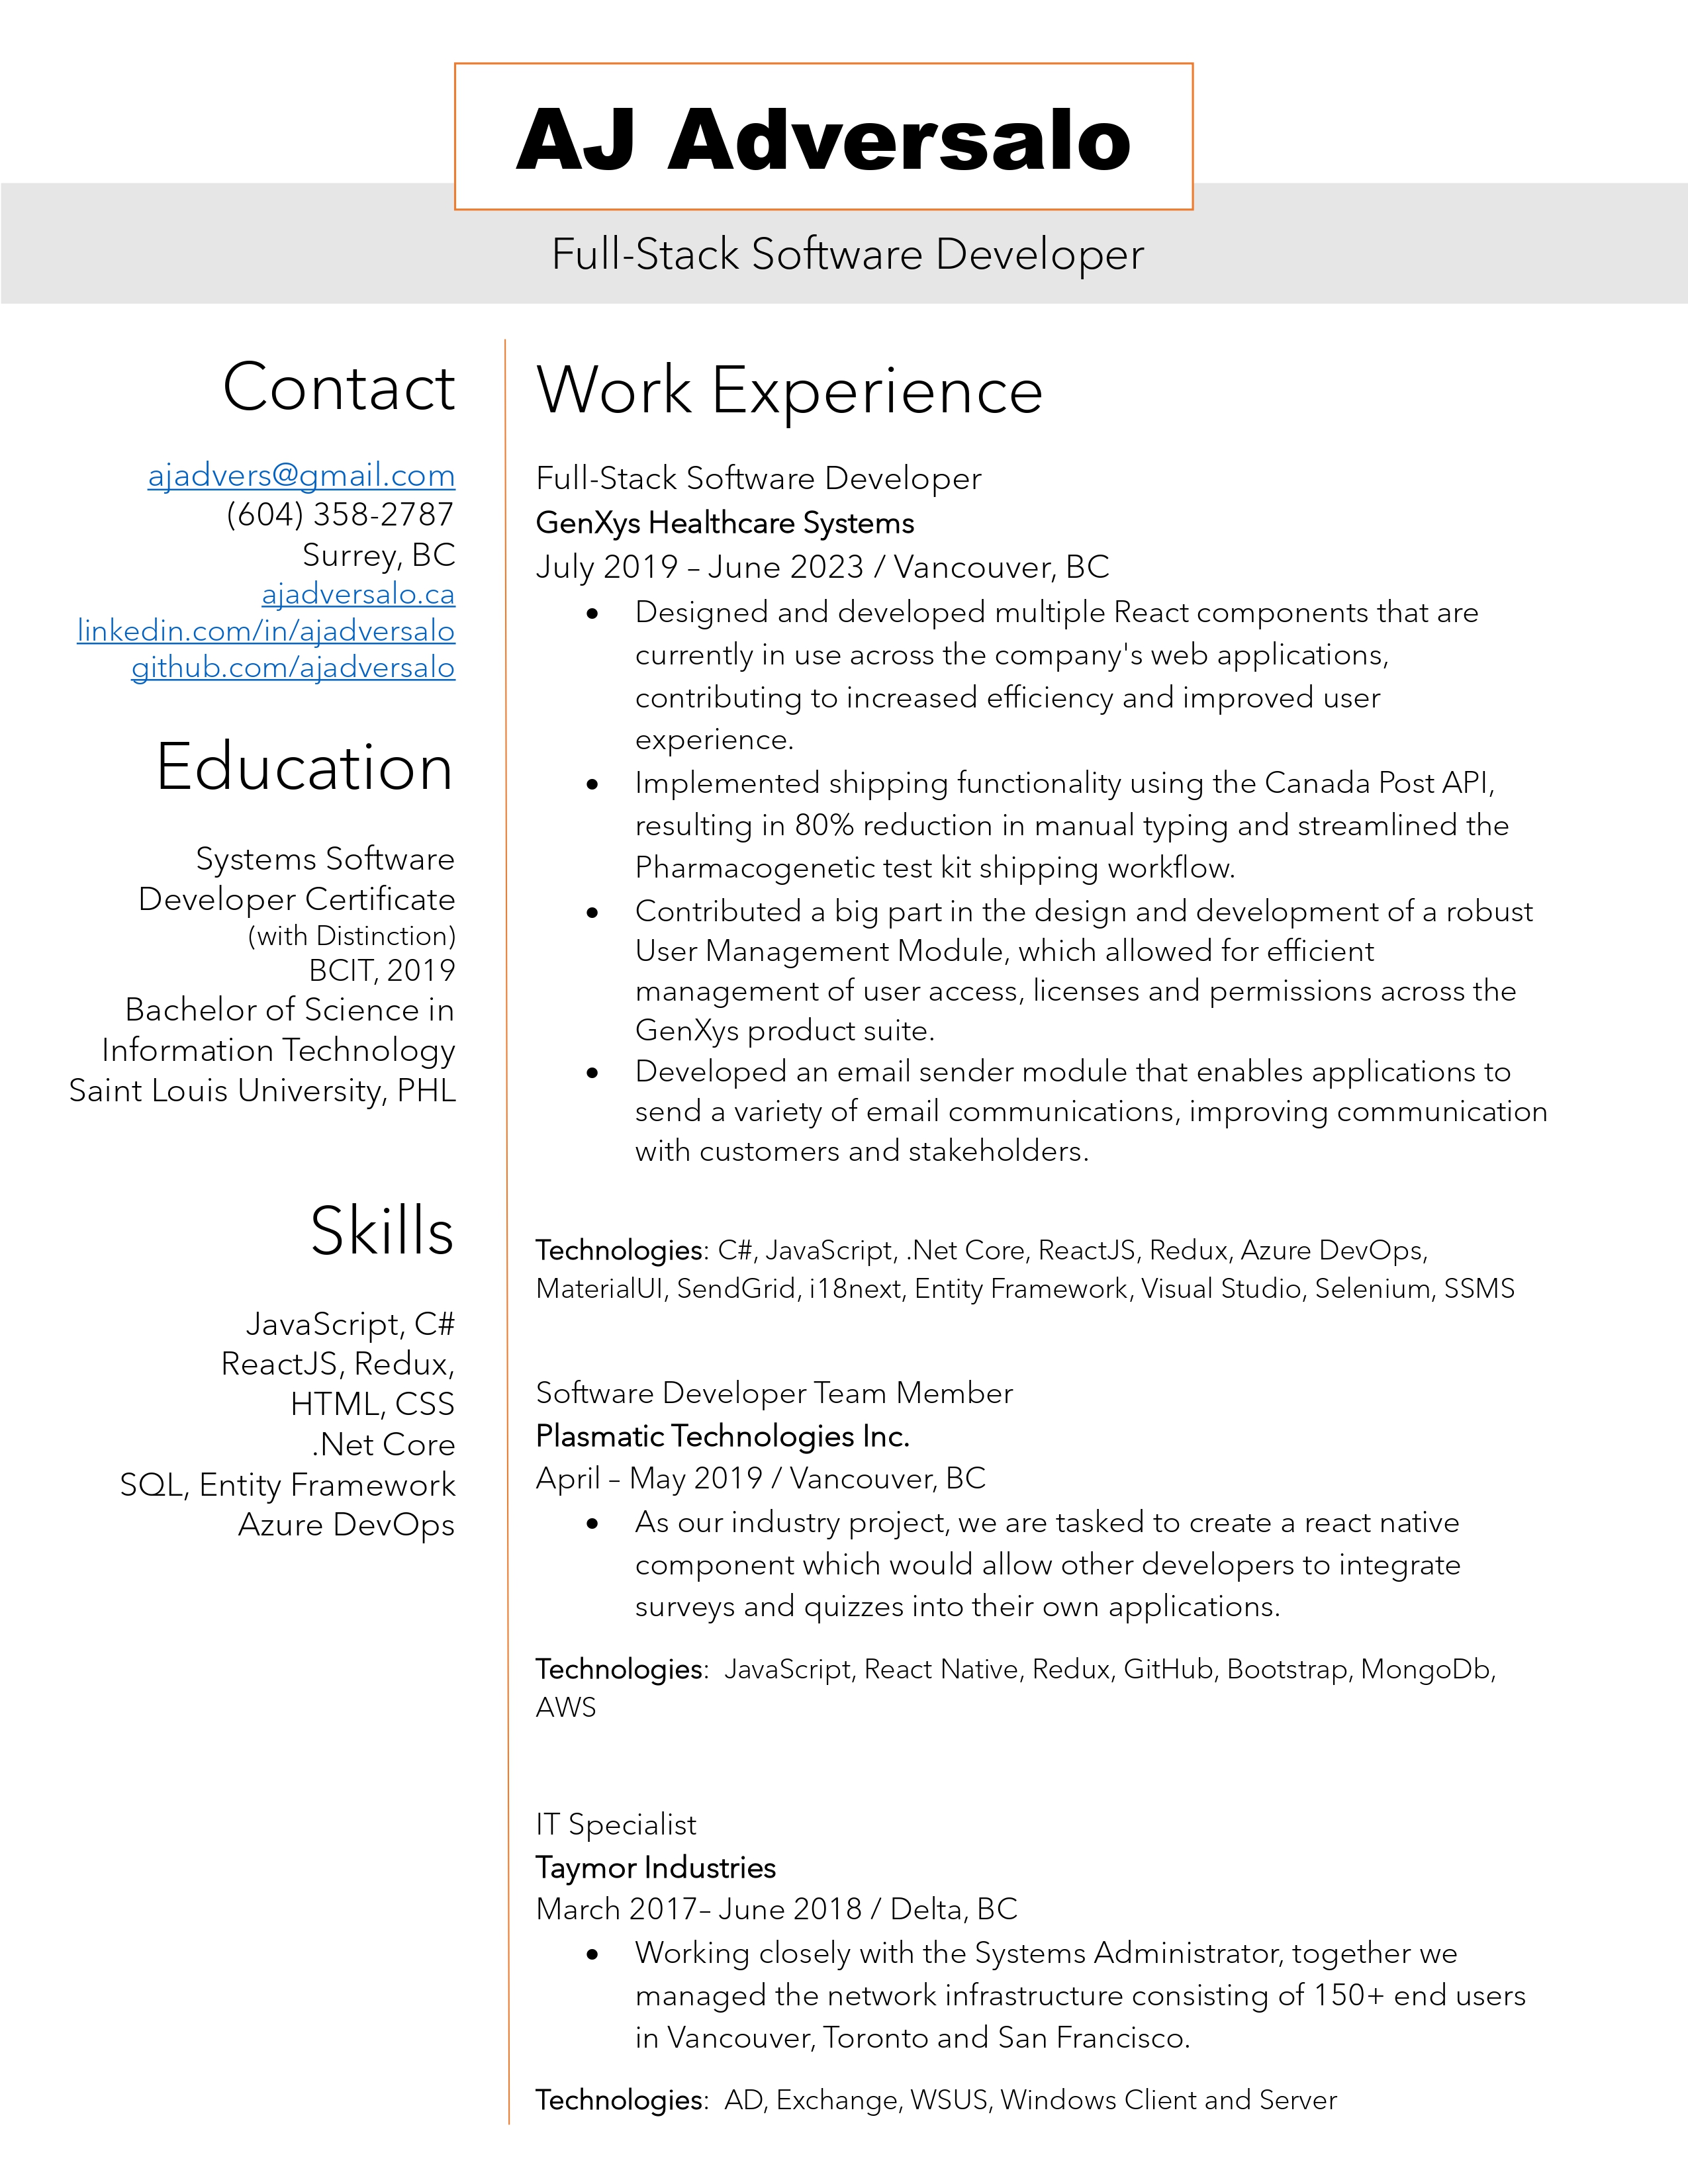 AJ Adversalo
Full-Stack Software Developer
Contact
ajadvers@gmail.com
(604) 358-2787
Surrey, BC
ajadversalo.ca
linkedin.com/in/ajadversalo
github.com/ajadversalo
Education
Systems Software
Developer Certificate
(with Distinction)
BCIT, 2019
Bachelor of Science in
Information Technology
Saint Louis University, PHL
Skills
JavaScript, C#
ReactJS, Redux,
HTML, CSS
.Net Core
SQL, Entity Framework
Azure DevOps
Work Experience
Full-Stack Software Developer
GenXys Healthcare Systems
July 2019 – June 2023 / Vancouver, BC
• Designed and developed multiple React components that are
currently in use across the company's web applications,
contributing to increased efficiency and improved user
experience.
• Implemented shipping functionality using the Canada Post API,
resulting in 80% reduction in manual typing and streamlined the
Pharmacogenetic test kit shipping workflow.
• Contributed a big part in the design and development of a robust
User Management Module, which allowed for efficient
management of user access, licenses and permissions across the
GenXys product suite.
• Developed an email sender module that enables applications to
send a variety of email communications, improving communication
with customers and stakeholders.
Technologies: C#, JavaScript, .Net Core, ReactJS, Redux, Azure DevOps,
MaterialUI, SendGrid, i18next, Entity Framework, Visual Studio, Selenium, SSMS
Software Developer Team Member
Plasmatic Technologies Inc.
April – May 2019 / Vancouver, BC
• As our industry project, we are tasked to create a react native
component which would allow other developers to integrate
surveys and quizzes into their own applications.
Technologies: JavaScript, React Native, Redux, GitHub, Bootstrap, MongoDb,
AWS
IT Specialist
Taymor Industries
March 2017– June 2018 / Delta, BC
• Working closely with the Systems Administrator, together we
managed the network infrastructure consisting of 150+ end users
in Vancouver, Toronto and San Francisco.
Technologies: AD, Exchange, WSUS, Windows Client and Server